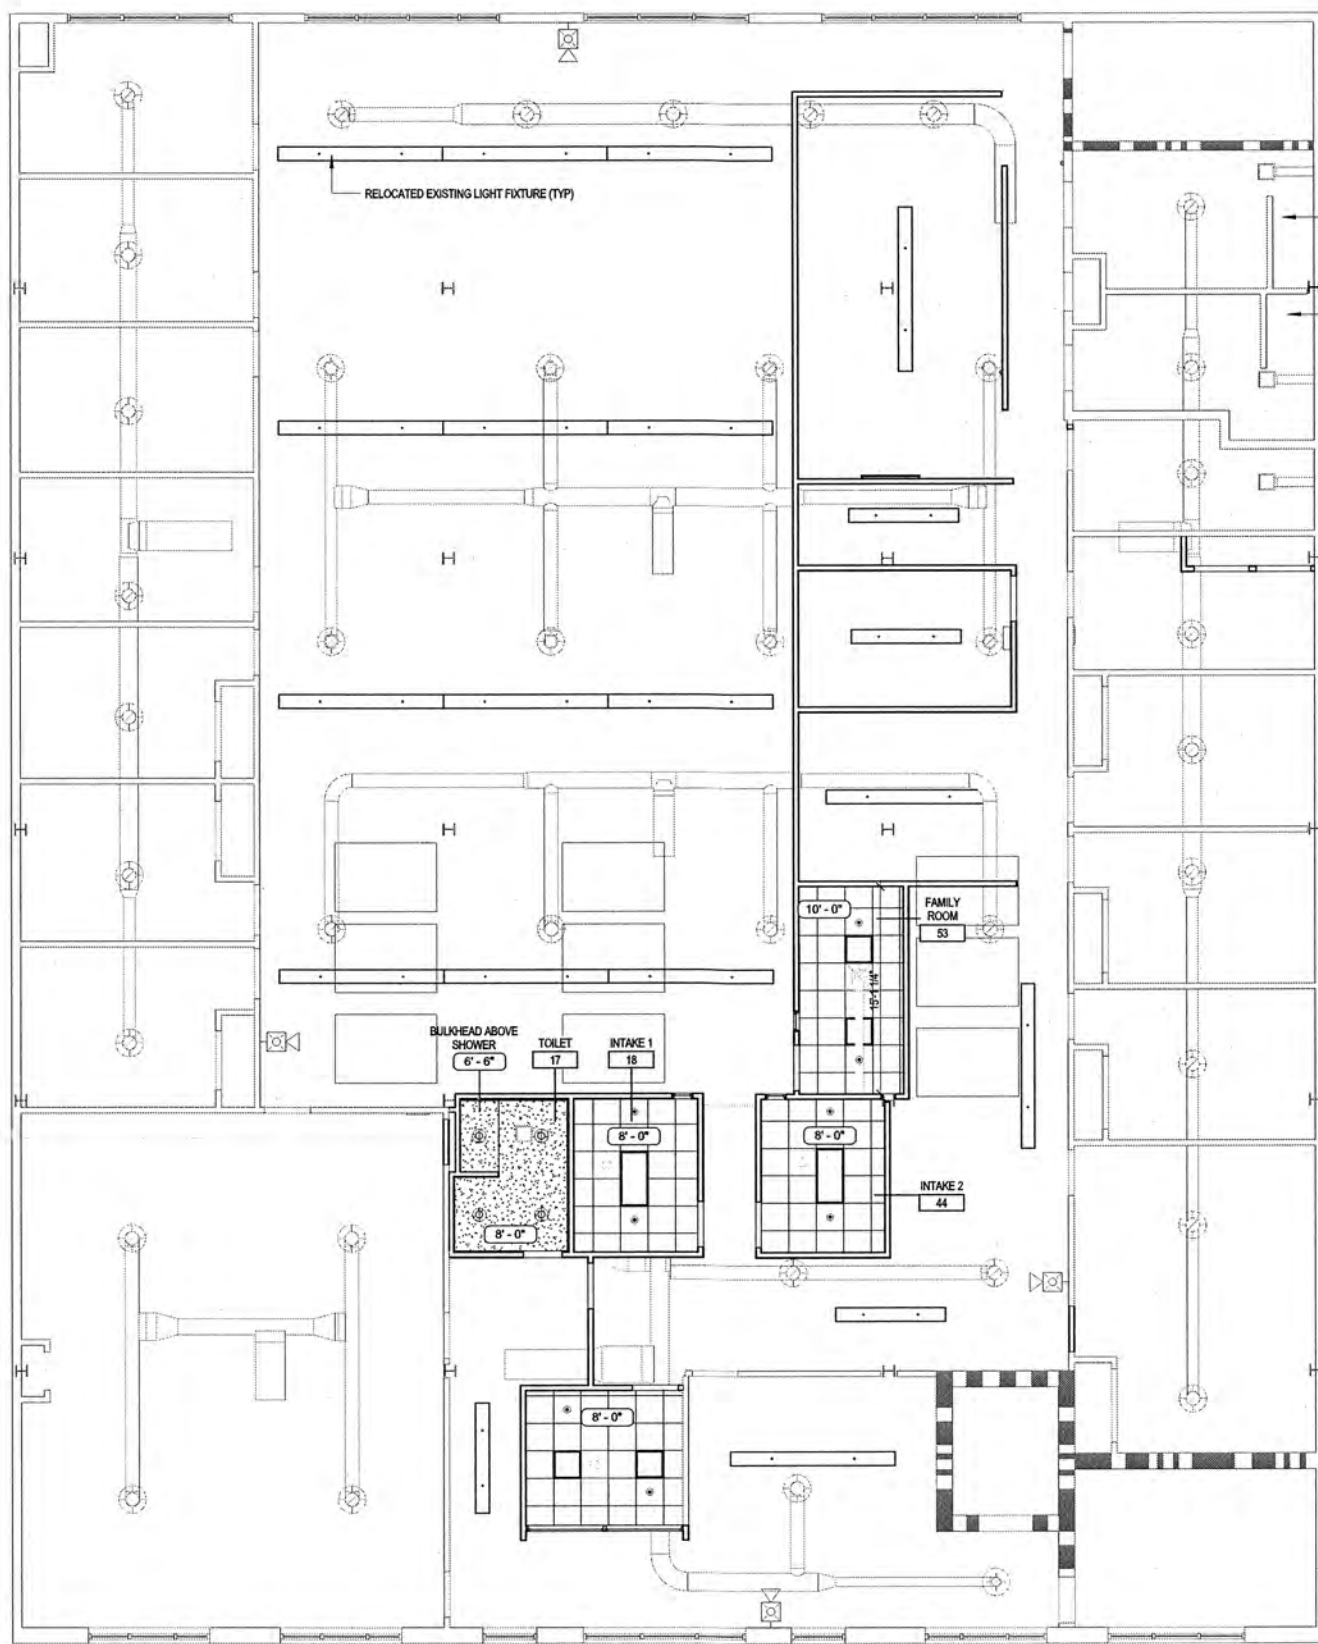 RELOCATED EXISTING LIGHT FIXTURE (TYP)
10' - 0"
FAMILY
ROOM
53
15'-1 1/4"
BULKHEAD ABOVE
SHOWER
6' - 6"
TOILET
17
INTAKE 1
18
8' - 0"
8' - 0"
INTAKE 2
44
8' - 0"
8' - 0"